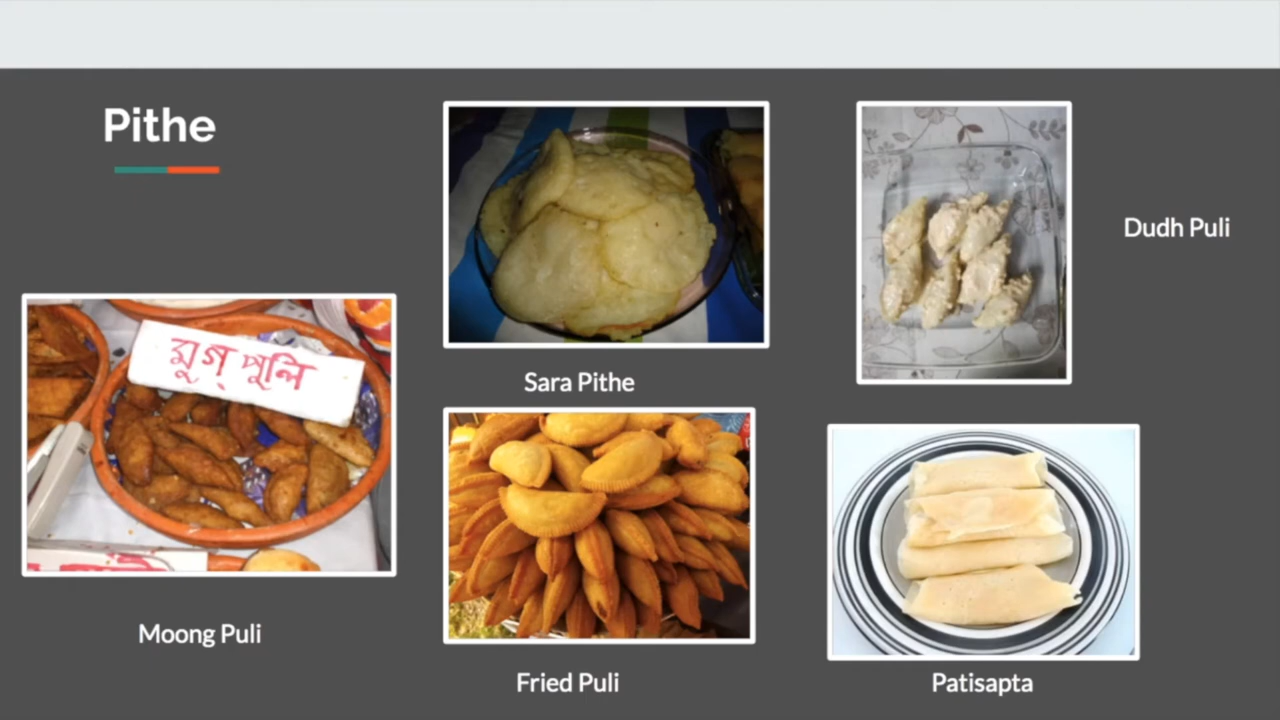 Pithe
মুগ্ পুলি
Moong Puli
Sara Pithe
Fried Puli
Dudh Puli
Patisapta